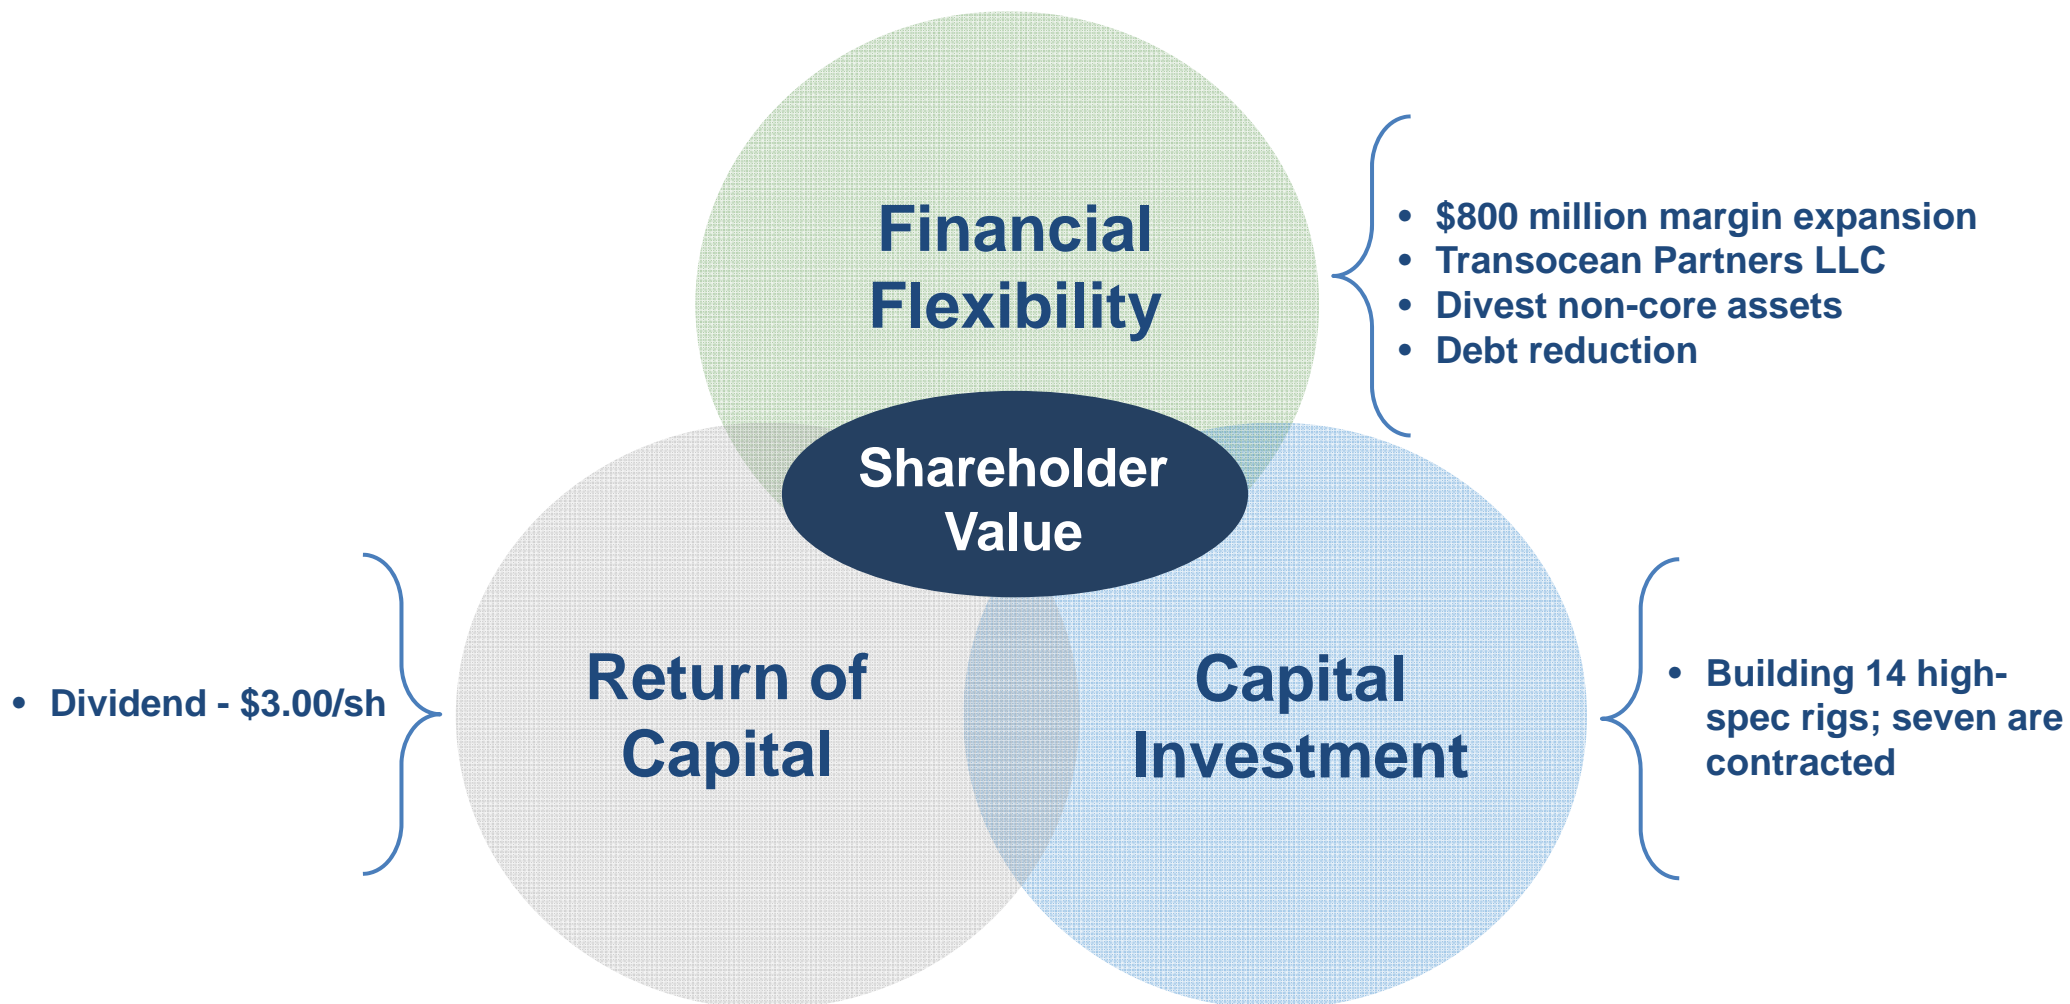 Financial
Flexibility
• $800 million margin expansion
• Transocean Partners LLC
• Divest non-core assets
• Debt reduction
Shareholder
Value
• Dividend - $3.00/sh
Return of
Capital
Capital
Investment
• Building 14 high-
spec rigs; seven are
contracted